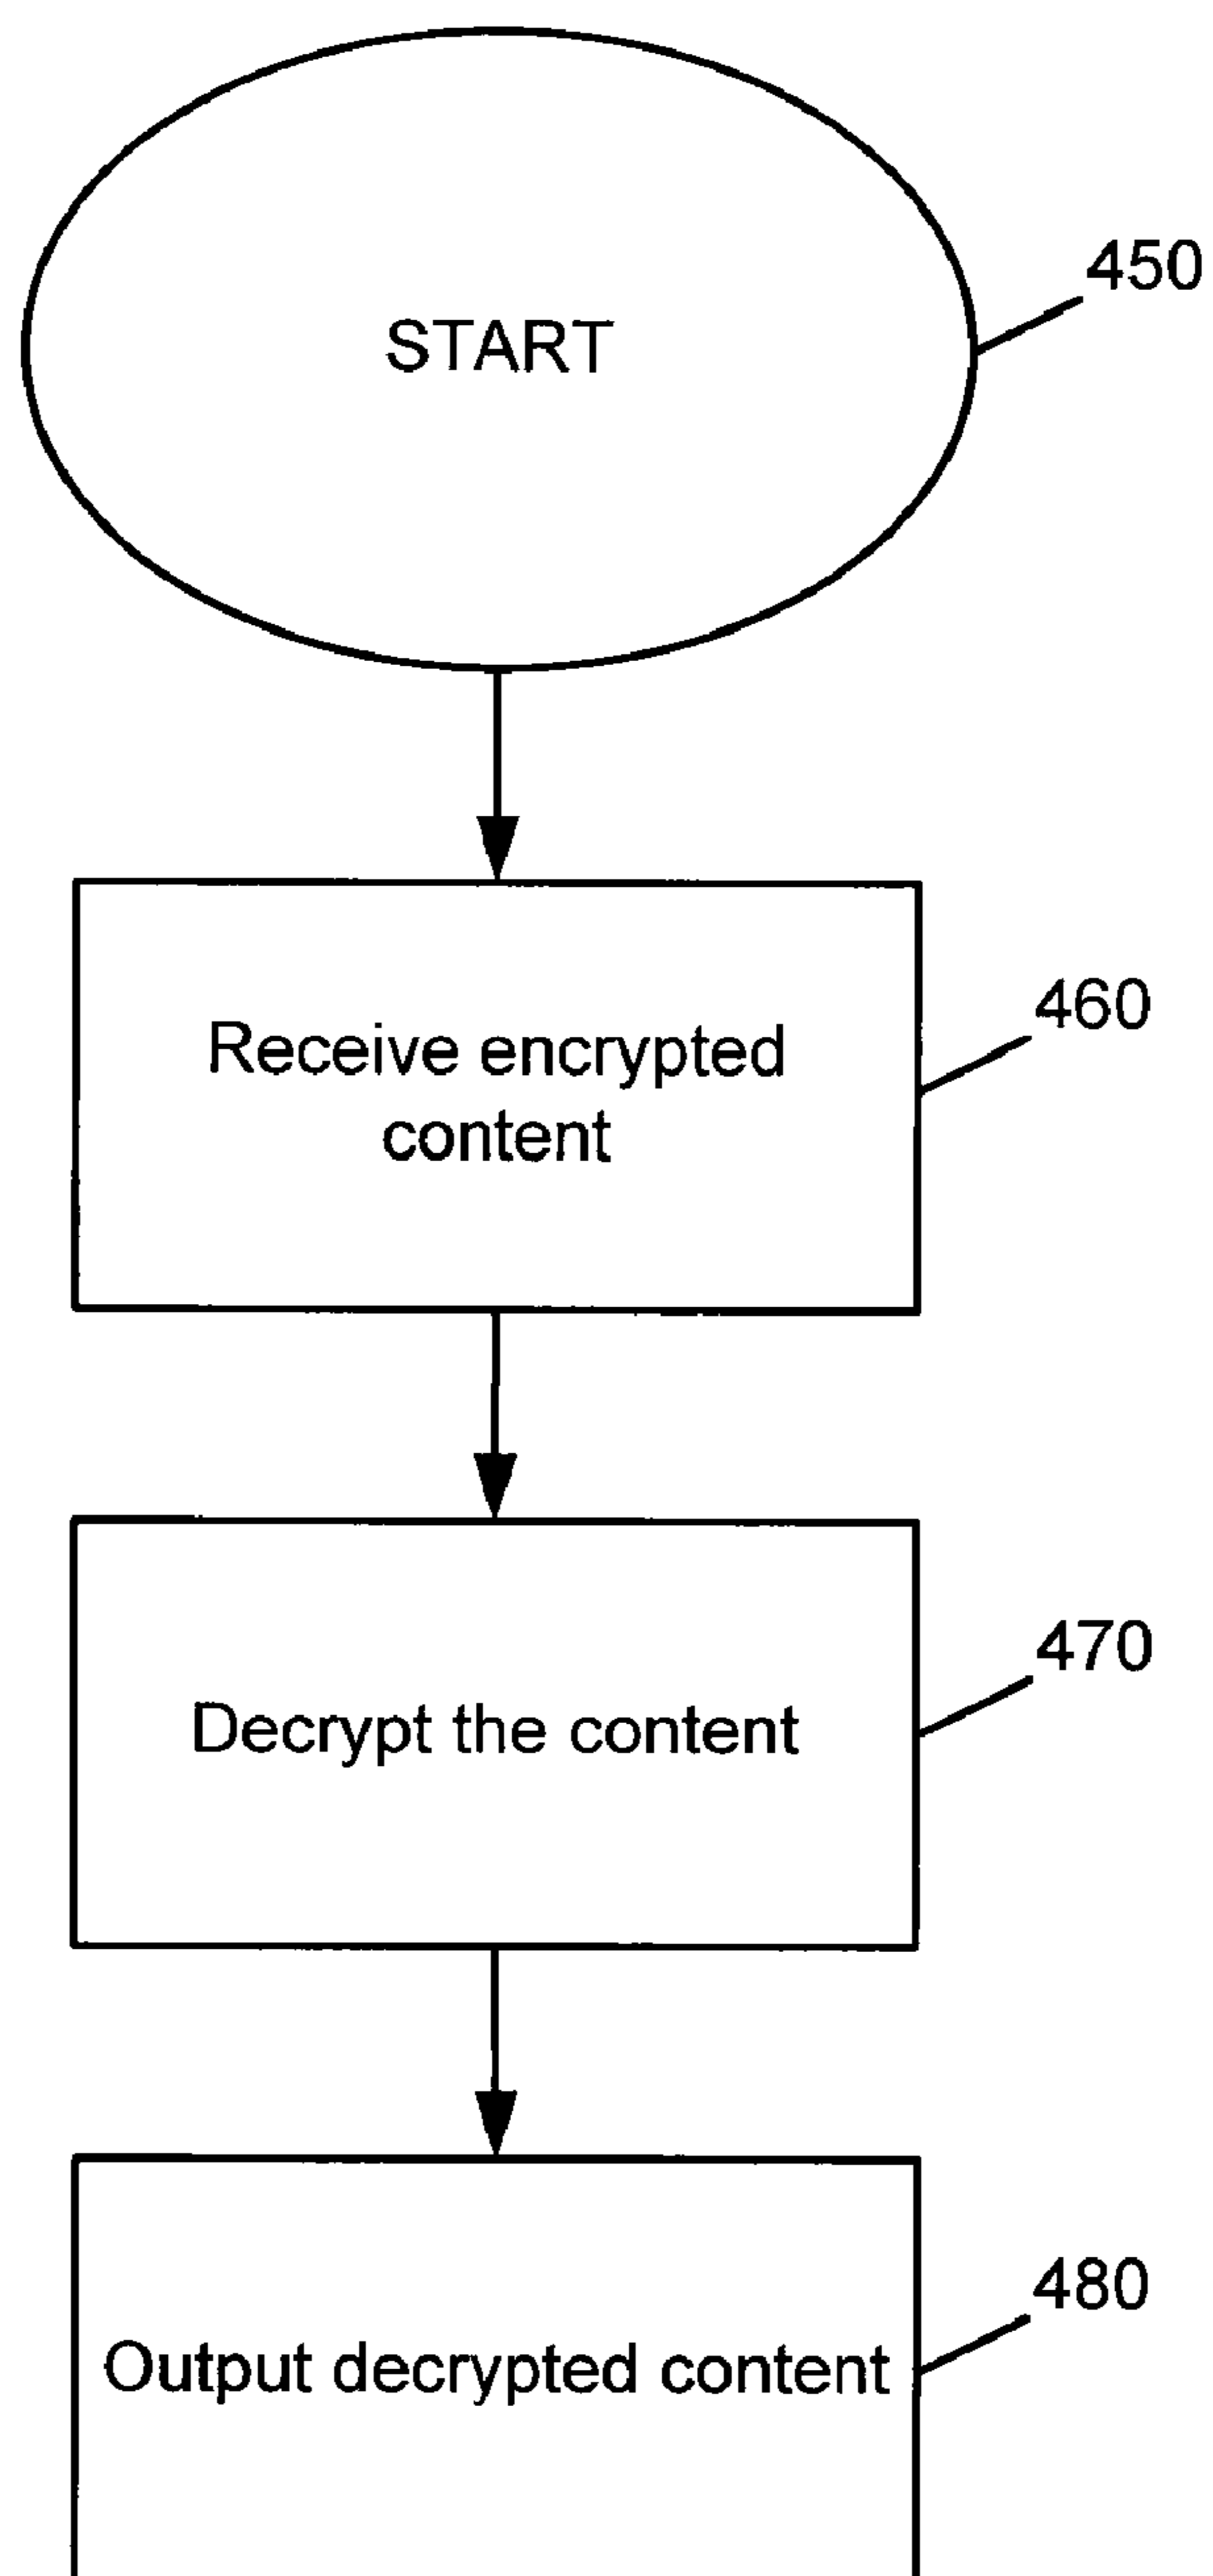 START
450
Receive encrypted
content
460
Decrypt the content
470
Output decrypted content
480